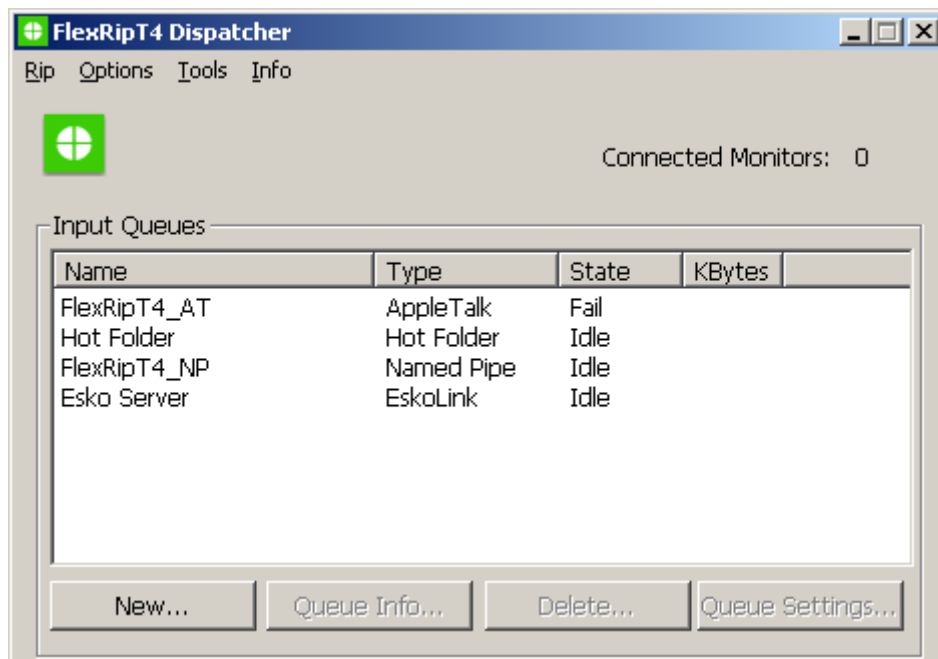 FlexRipT4 Dispatcher
Rip Options Tools Info
Connected Monitors: 0
Input Queues
Name Type State KBytes
FlexRipT4_AT AppleTalk Fail
Hot Folder Hot Folder Idle
FlexRipT4_NP Named Pipe Idle
Esko Server EskoLink Idle
New... Queue Info... Delete... Queue Settings...